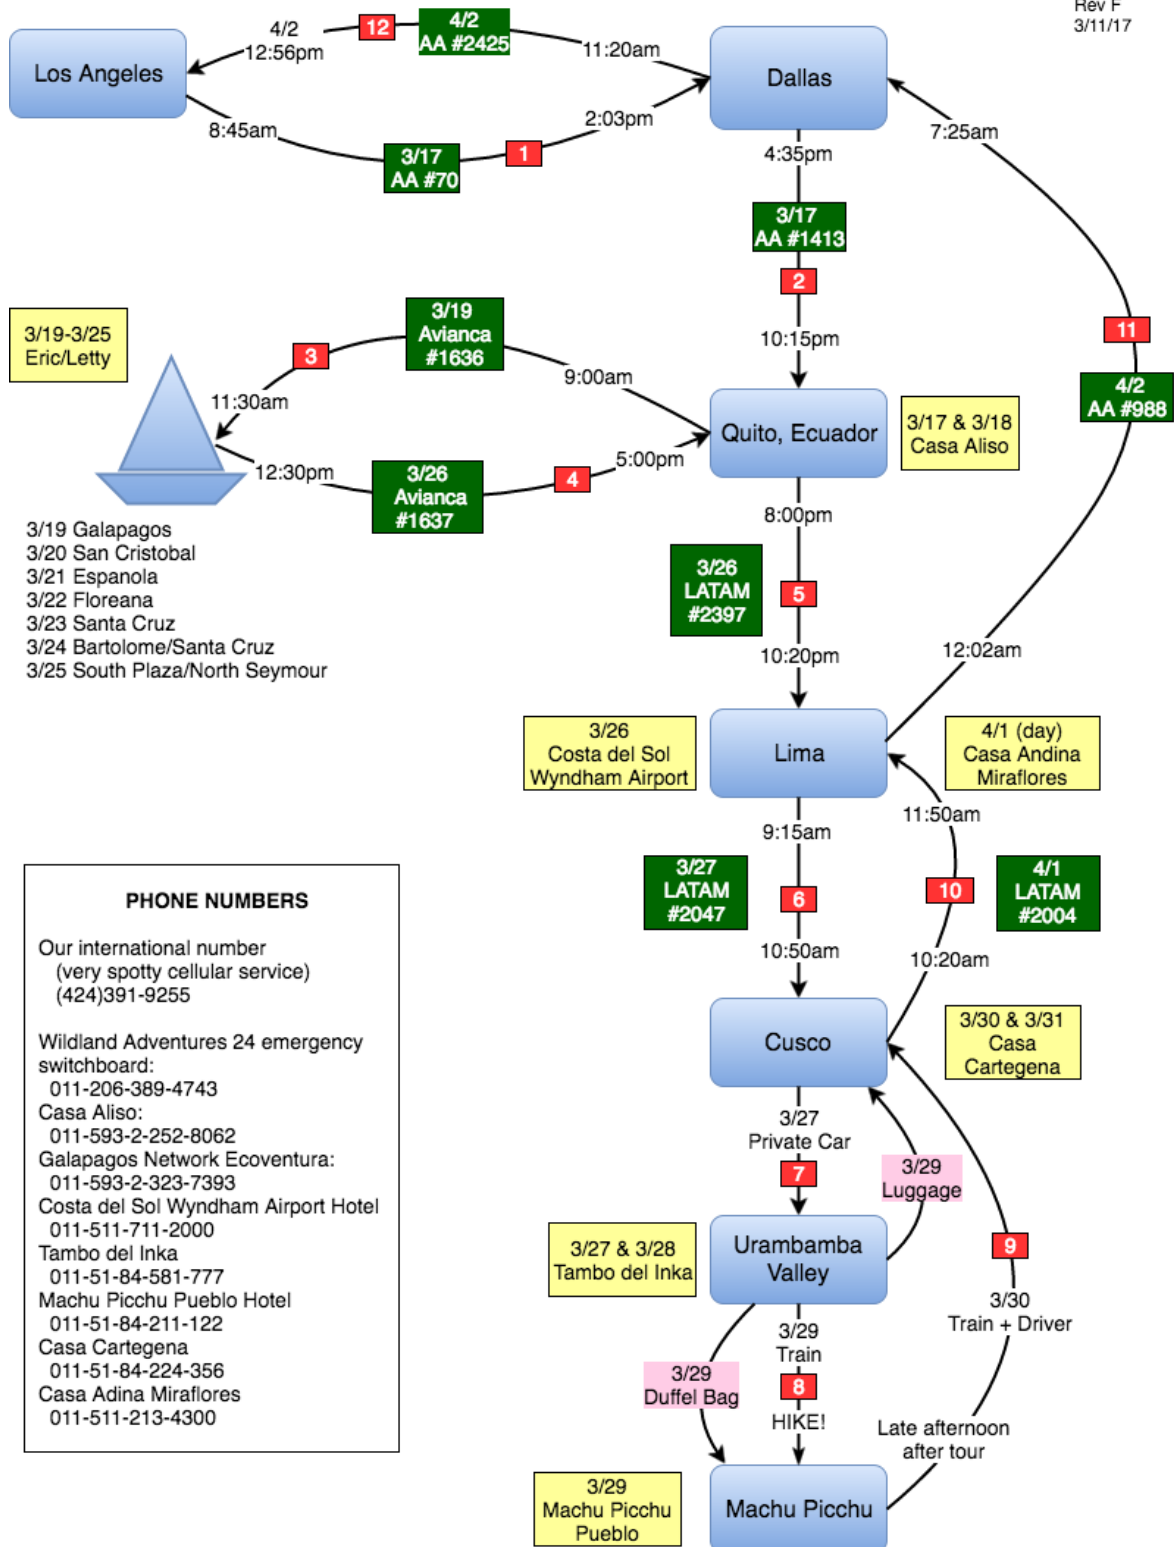 Rev F
3/11/17
Los Angeles
Dallas
4/2
12:56pm
12
4/2
AA #2425
11:20am
8:45am
3/17
AA #70
1
2:03pm
4:35pm
3/17
AA #1413
2
10:15pm
7:25am
11
4/2
AA #988
12:02am
3/19-3/25
Eric/Letty
3
3/19
Avianca
#1636
9:00am
11:30am
12:30pm
3/26
Avianca
#1637
4
5:00pm
Quito, Ecuador
3/17 & 3/18
Casa Aliso
3/19 Galapagos
3/20 San Cristobal
3/21 Espanola
3/22 Floreana
3/23 Santa Cruz
3/24 Bartolome/Santa Cruz
3/25 South Plaza/North Seymour
8:00pm
3/26
LATAM
#2397
5
10:20pm
3/26
Costa del Sol
Wyndham Airport
Lima
4/1 (day)
Casa Andina
Miraflores
9:15am
3/27
LATAM
#2047
6
10:50am
11:50am
10
4/1
LATAM
#2004
10:20am
Cusco
3/30 & 3/31
Casa
Cartegena
3/27
Private Car
7
3/29
Luggage
3/27 & 3/28
Tambo del Inka
Urambamba
Valley
9
3/30
Train + Driver
3/29
Duffel Bag
3/29
Train
8
HIKE!
Late afternoon
after tour
3/29
Machu Picchu
Pueblo
Machu Picchu
PHONE NUMBERS
Our international number
(very spotty cellular service)
(424)391-9255
Wildland Adventures 24 emergency
switchboard:
011-206-389-4743
Casa Aliso:
011-593-2-252-8062
Galapagos Network Ecoventura:
011-593-2-323-7393
Costa del Sol Wyndham Airport Hotel
011-511-711-2000
Tambo del Inka
011-51-84-581-777
Machu Picchu Pueblo Hotel
011-51-84-211-122
Casa Cartegena
011-51-84-224-356
Casa Adina Miraflores
011-511-213-4300